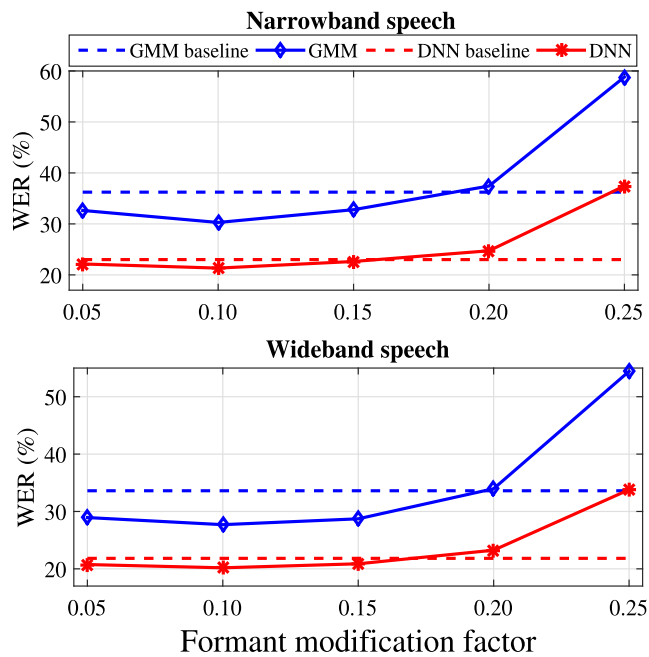 Narrowband speech
GMM baseline GMM DNN baseline DNN
60
50
40
30
20
WER (%)
0.05 0.10 0.15 0.20 0.25
Wideband speech
50
40
30
20
WER (%)
0.05 0.10 0.15 0.20 0.25
Formant modification factor